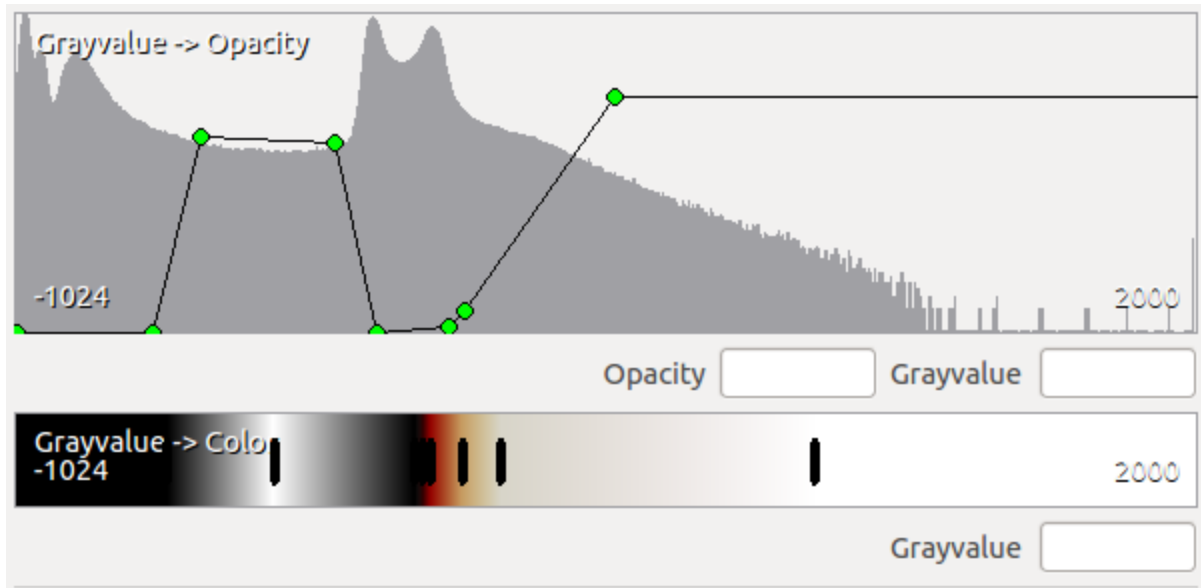 Grayvalue -> Opacity
-1024
2000
Opacity
Grayvalue
Grayvalue -> Colo
-1024
2000
Grayvalue